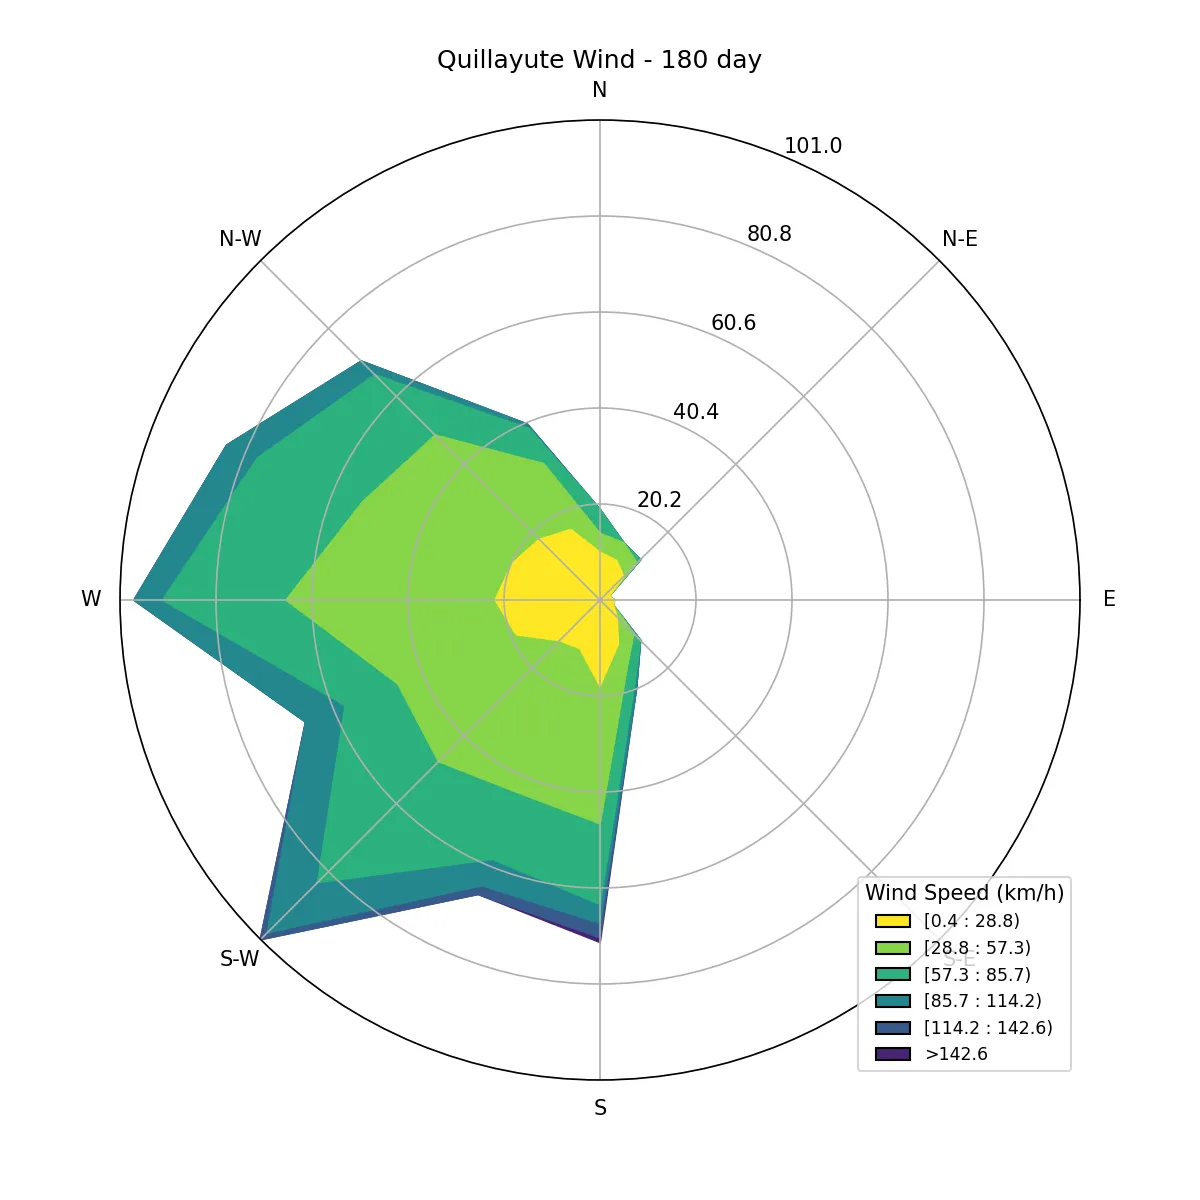 Quillayute Wind - 180 day
N
101.0
80.8
N-W
N-E
60.6
40.4
20.2
W
E
S-W
S-E
S
Wind Speed (km/h)
[0.4 : 28.8)
[28.8 : 57.3)
[57.3 : 85.7)
[85.7 : 114.2)
[114.2 : 142.6)
>142.6